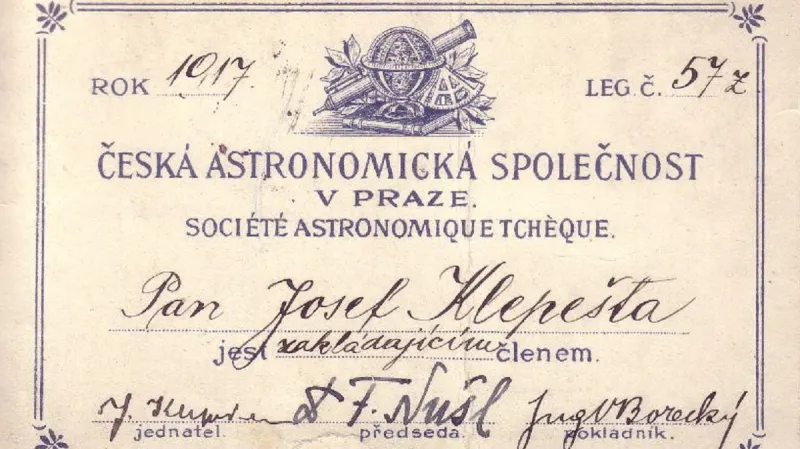 ROK 1917 LEG. Č. 57 z
ČESKÁ ASTRONOMICKÁ SPOLEČNOST
V PRAZE.
SOCIÉTÉ ASTRONOMIQUE TCHÈQUE.
Pan Josef Klepešta
jest zakládajícím členem.
J. Dr F. Nušl Ing V Borecký
jednatel. předseda. pokladník.